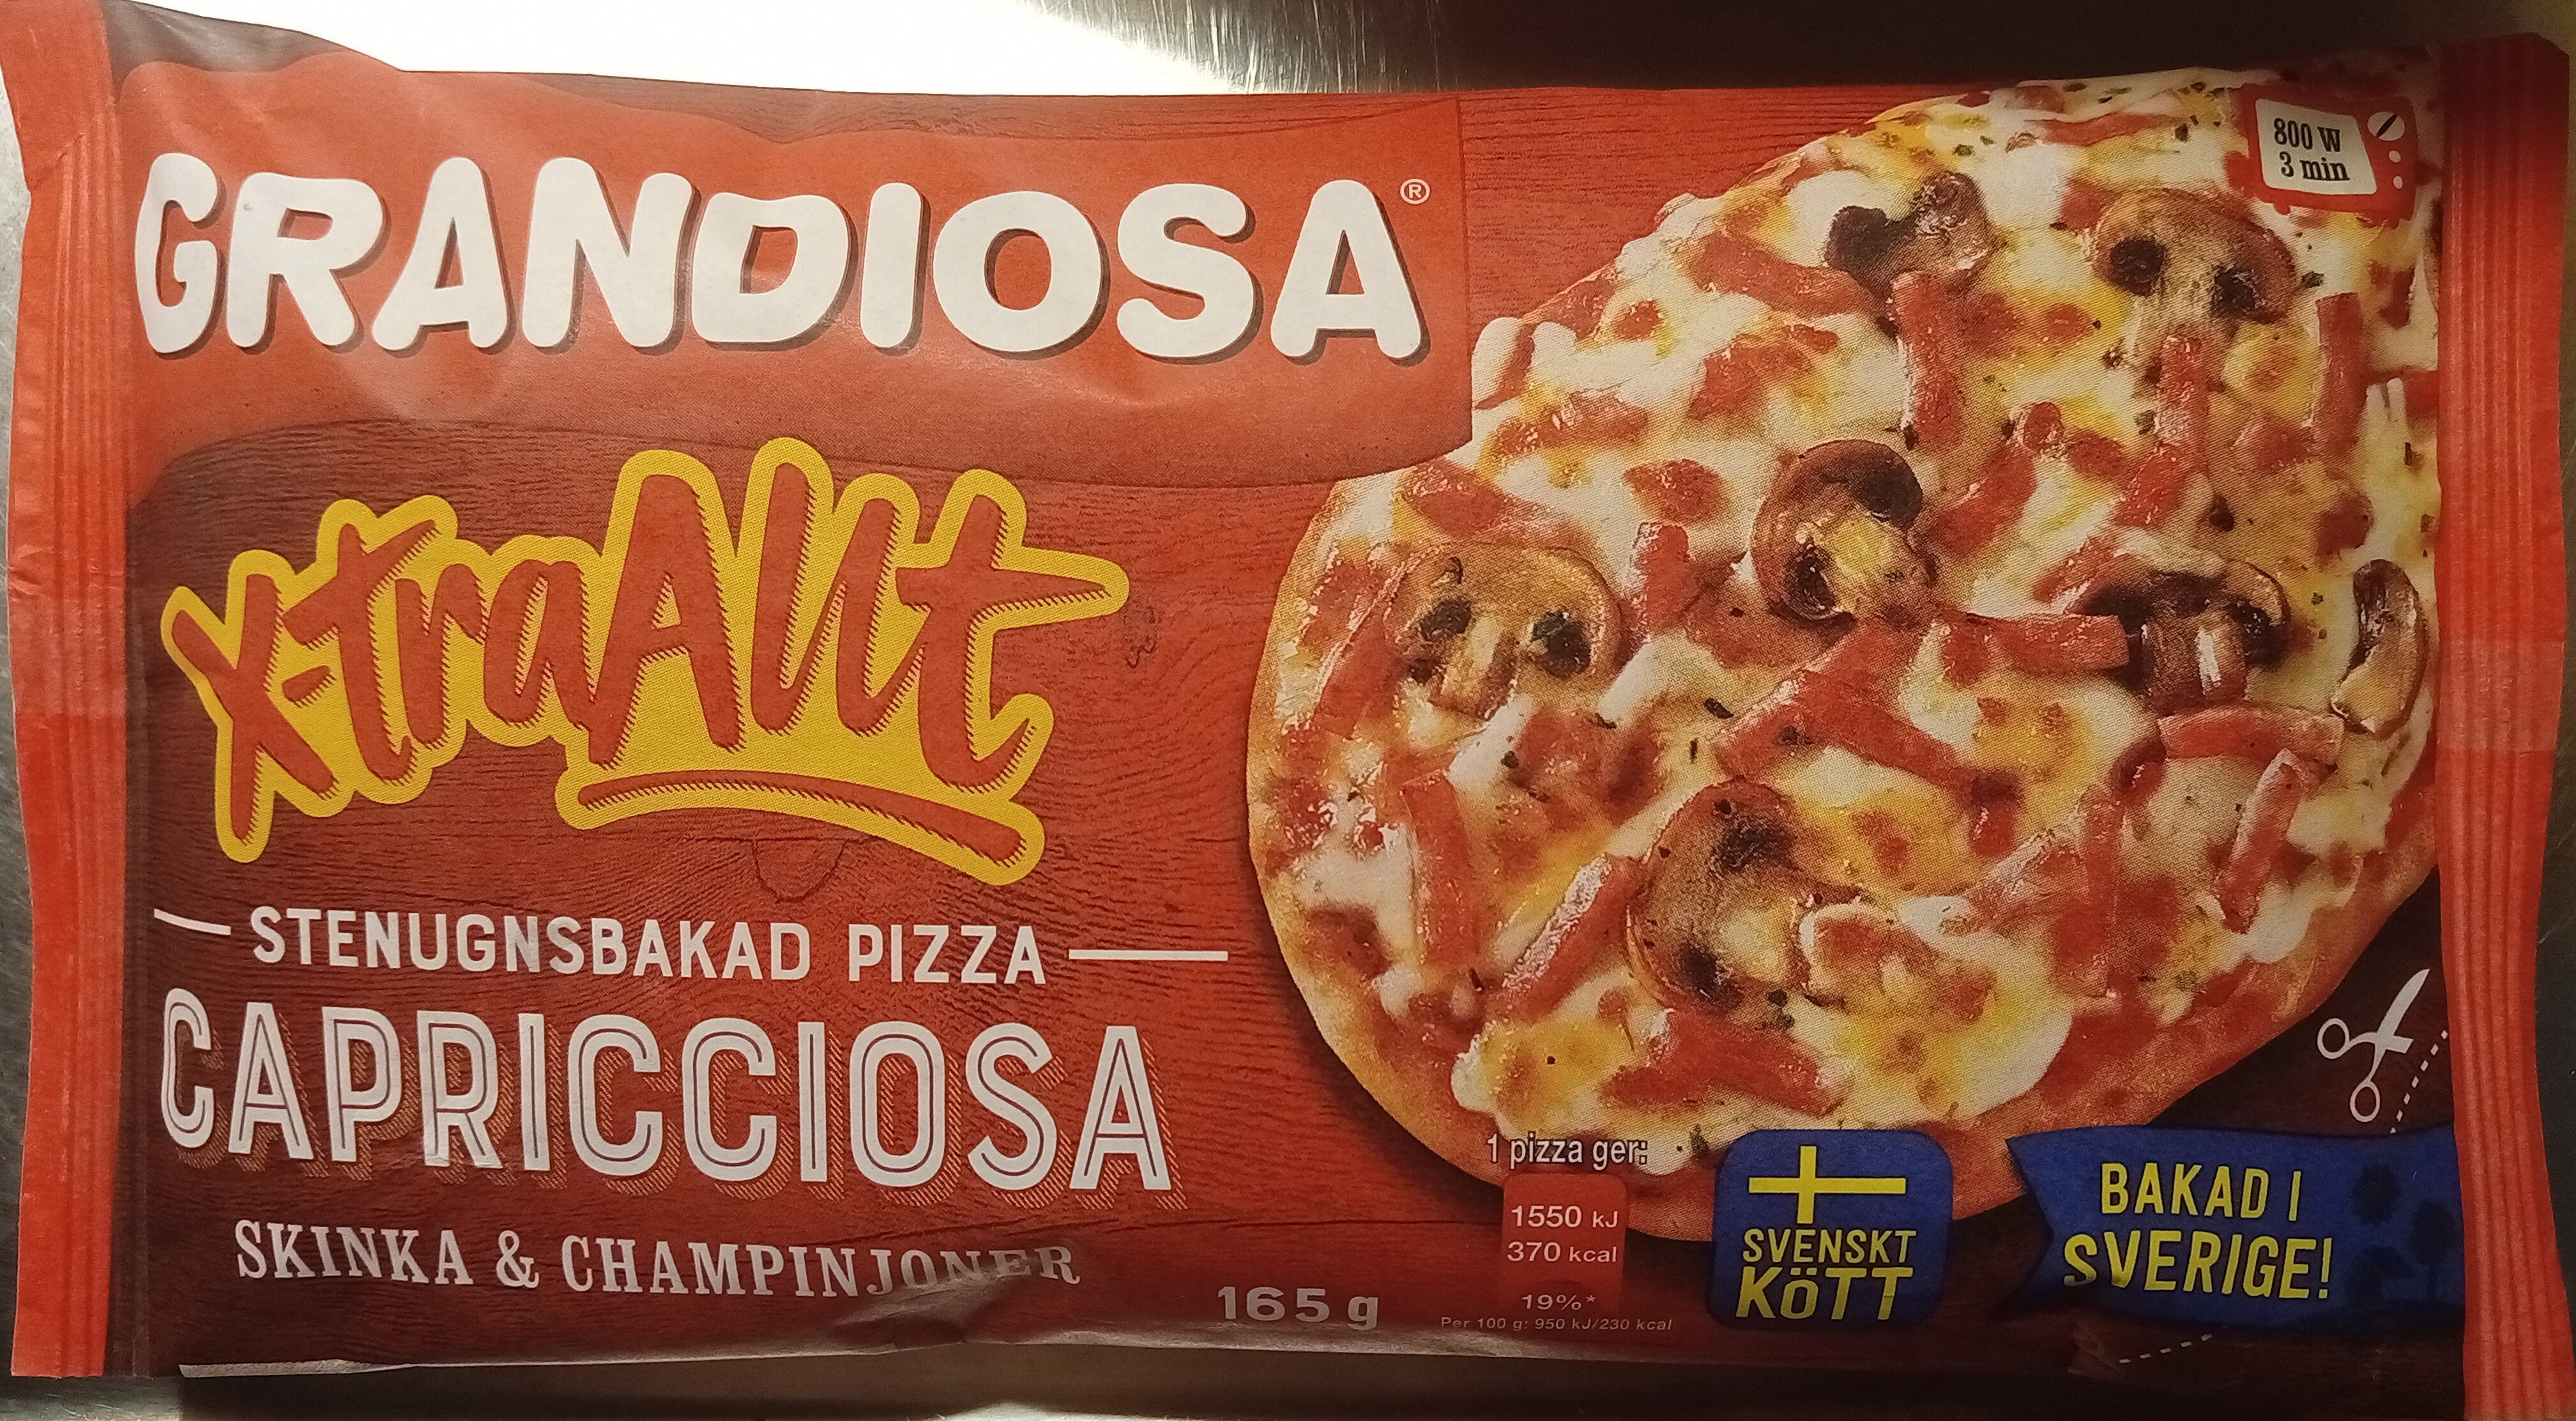 GRANDIOSA®
X-traAllt
STENUGNSBAKAD PIZZA
CAPRICCIOSA
SKINKA & CHAMPINJONER
165 g
800 W
3 min
1 pizza ger:
1550 kJ
370 kcal
19%*
Per 100 g: 950 kJ/230 kcal
SVENSKT
KÖTT
BAKAD I
SVERIGE!